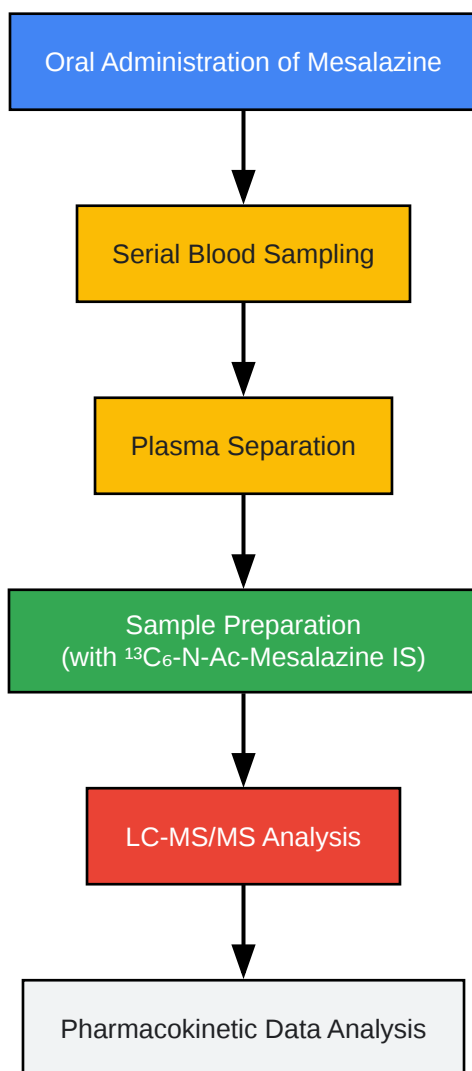 Oral Administration of Mesalazine
Serial Blood Sampling
Plasma Separation
Sample Preparation
(with ¹³C₆-N-Ac-Mesalazine IS)
LC-MS/MS Analysis
Pharmacokinetic Data Analysis